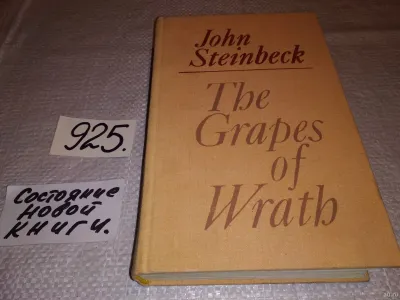 John
Steinbeck
The
Grapes
of
Wrath
925.
Состояние
новой
книги.